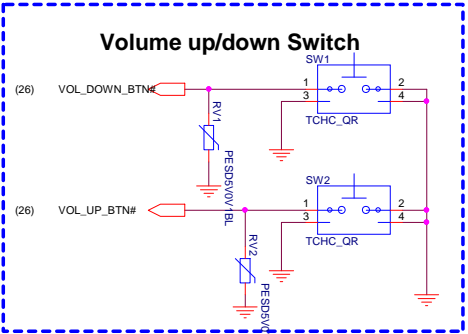 Volume up/down Switch
SW1
(26) VOL_DOWN_BTN# 1 2
3 4
RV1
TCHC_QR
PESD5V0V1BL
SW2
(26) VOL_UP_BTN# 1 2
3 4
RV2
TCHC_QR